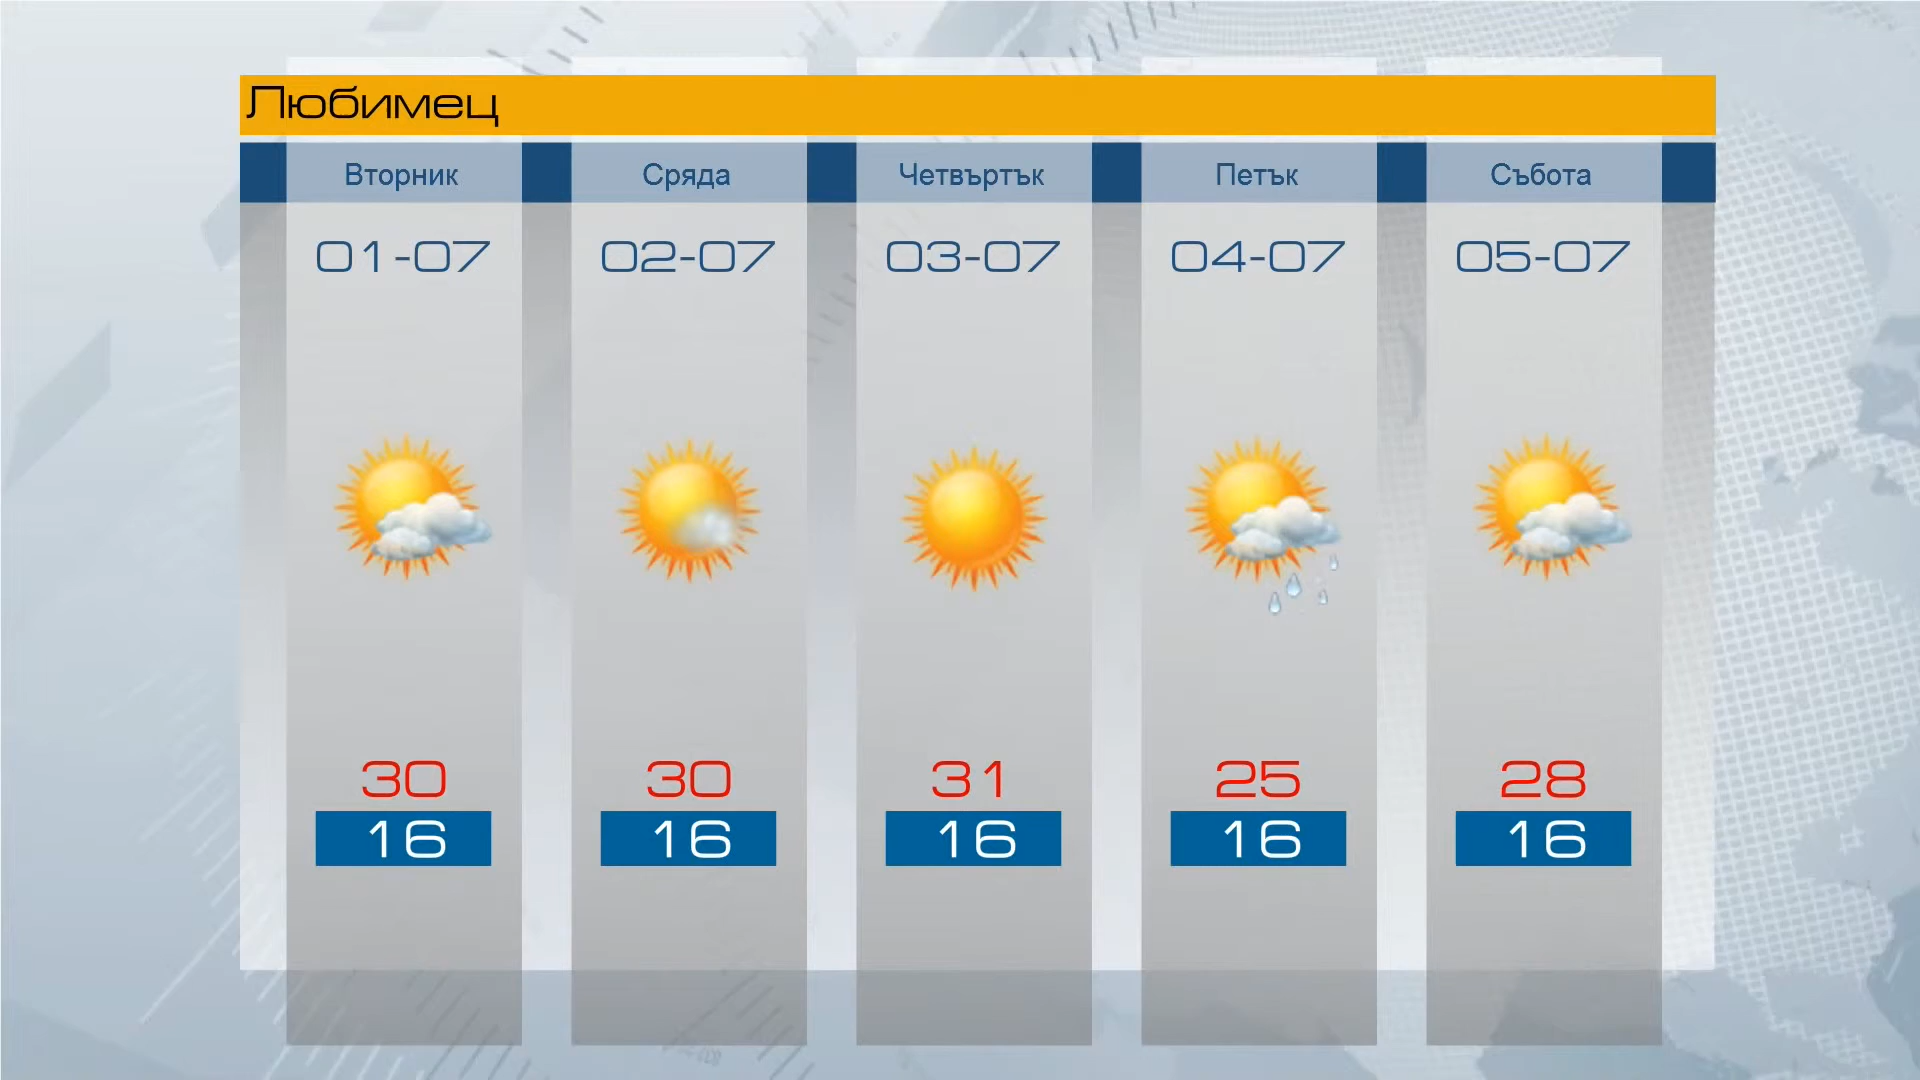 Любимец
Вторник Сряда Четвъртък Петък Събота
01-07 02-07 03-07 04-07 05-07
30 30 31 25 28
16 16 16 16 16